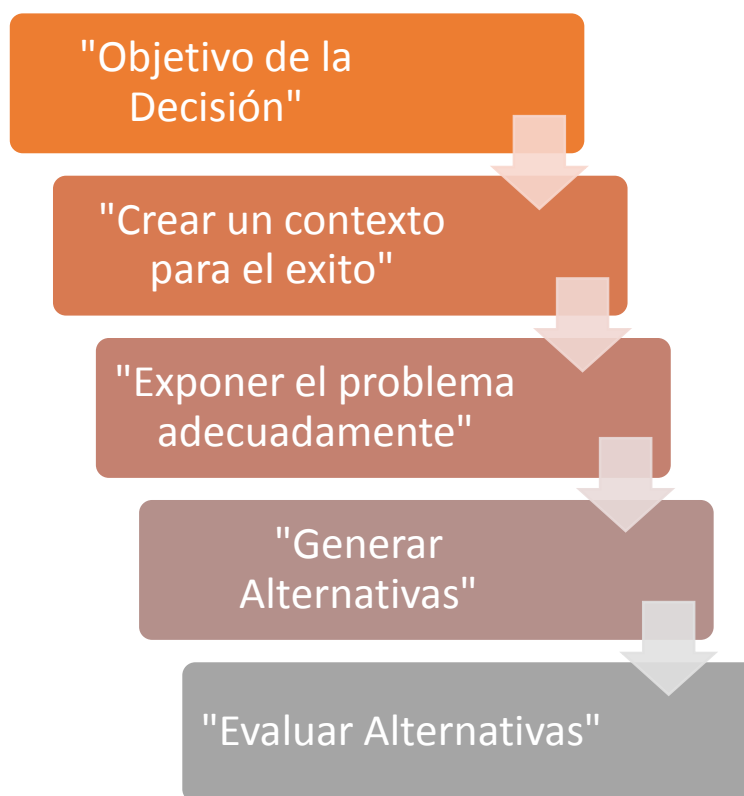 "Objetivo de la
Decisión"
"Crear un contexto
para el exito"
"Exponer el problema
adecuadamente"
"Generar
Alternativas"
"Evaluar Alternativas"